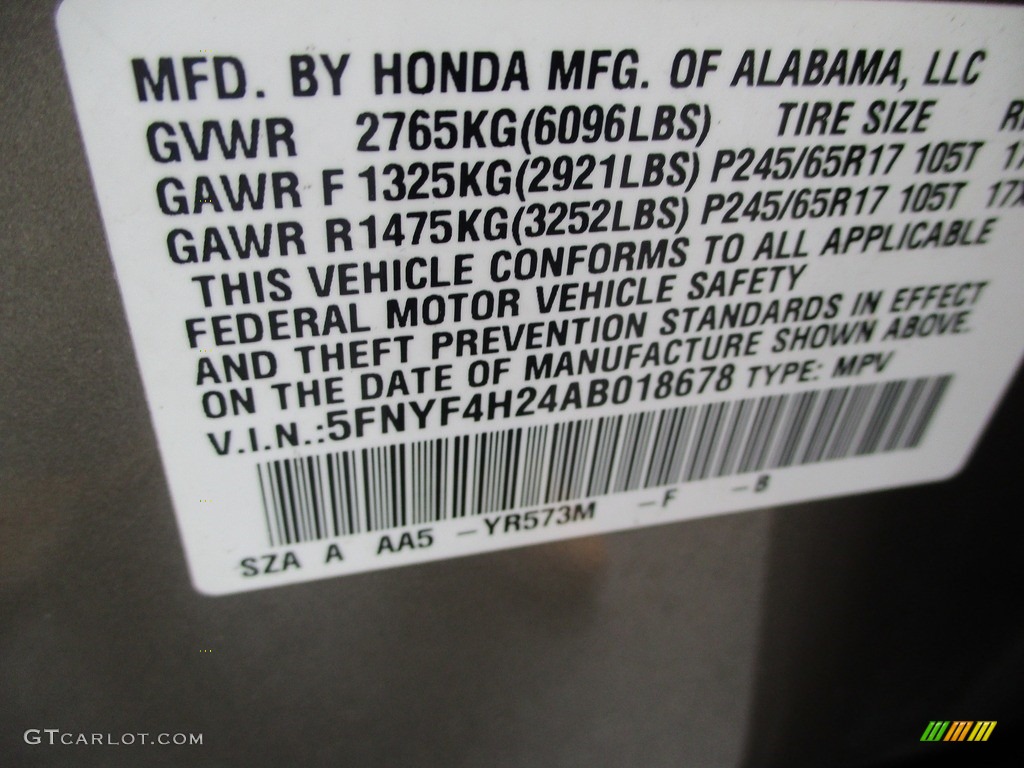 MFD. BY HONDA MFG. OF ALABAMA, LLC
GVWR 2765KG(6096LBS) TIRE SIZE
GAWR F 1325KG(2921LBS) P245/65R17 105T
GAWR R1475KG(3252LBS) P245/65R17 105T
THIS VEHICLE CONFORMS TO ALL APPLICABLE
FEDERAL MOTOR VEHICLE SAFETY
AND THEFT PREVENTION STANDARDS IN EFFECT
ON THE DATE OF MANUFACTURE SHOWN ABOVE.
V.I.N.:5FNYF4H24AB018678 TYPE: MPV
SZA A AA5 -YR573M -F -B
GTCARLOT.COM